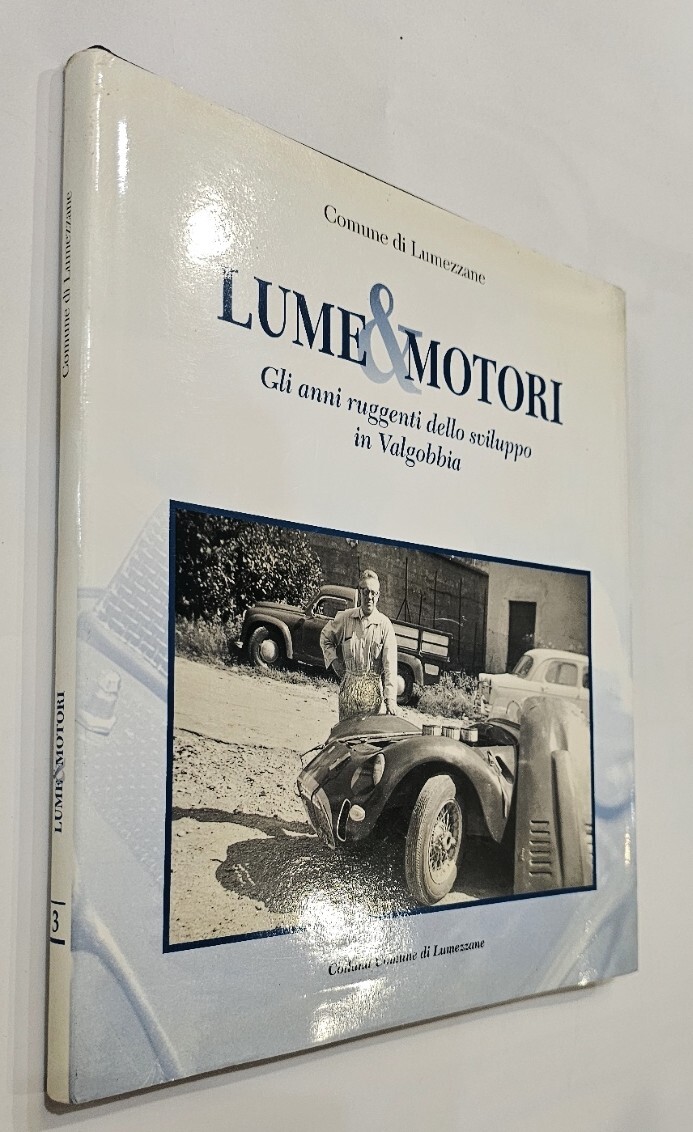 Comune di Lumezzane
LUME&MOTORI
Gli anni ruggenti dello sviluppo
in Valgobbia
Collana Comune di Lumezzane
Comune di Lumezzane
LUME&MOTORI
3